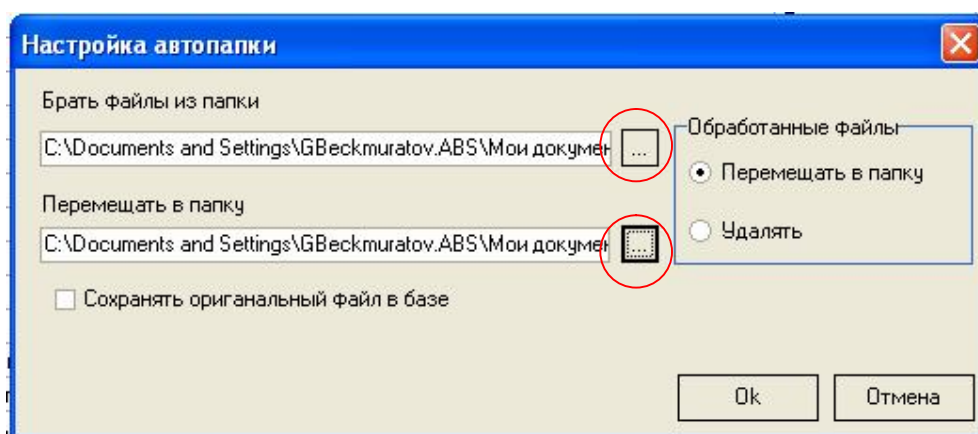 Настройка автопапки
Брать файлы из папки
C:\Documents and Settings\GBeckmuratov.ABS\Мои докумен
...
Обработанные файлы
Перемещать в папку
Перемещать в папку
C:\Documents and Settings\GBeckmuratov.ABS\Мои докумен
...
Удалять
Сохранять ориганальный файл в базе
Ok
Отмена